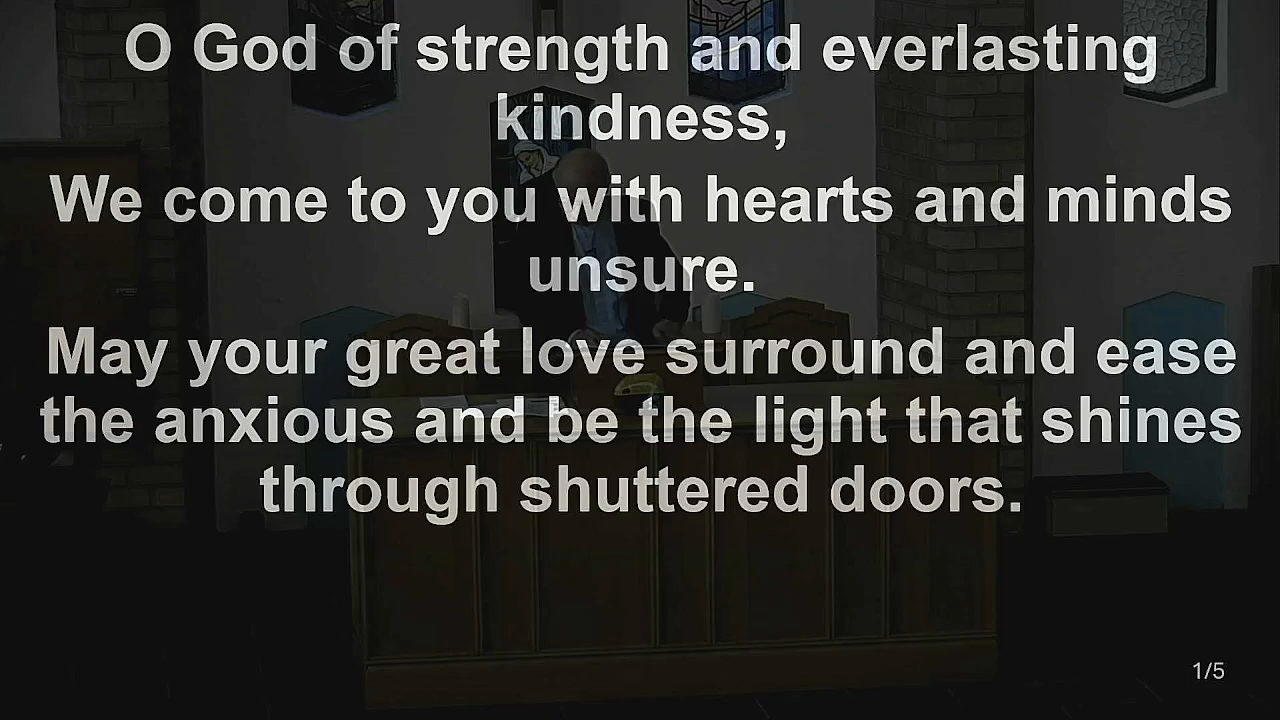 O God of strength and everlasting
kindness,
We come to you with hearts and minds
unsure.
May your great love surround and ease
the anxious and be the light that shines
through shuttered doors.
1/5